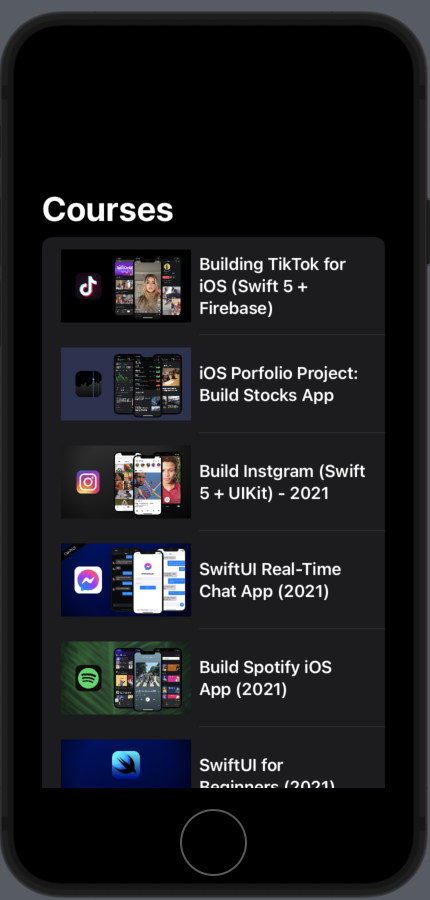 Courses
Building TikTok for
iOS (Swift 5 +
Firebase)
iOS Porfolio Project:
Build Stocks App
Build Instgram (Swift
5 + UIKit) - 2021
SwiftUI Real-Time
Chat App (2021)
Build Spotify iOS
App (2021)
SwiftUI for
Beginners (2021)